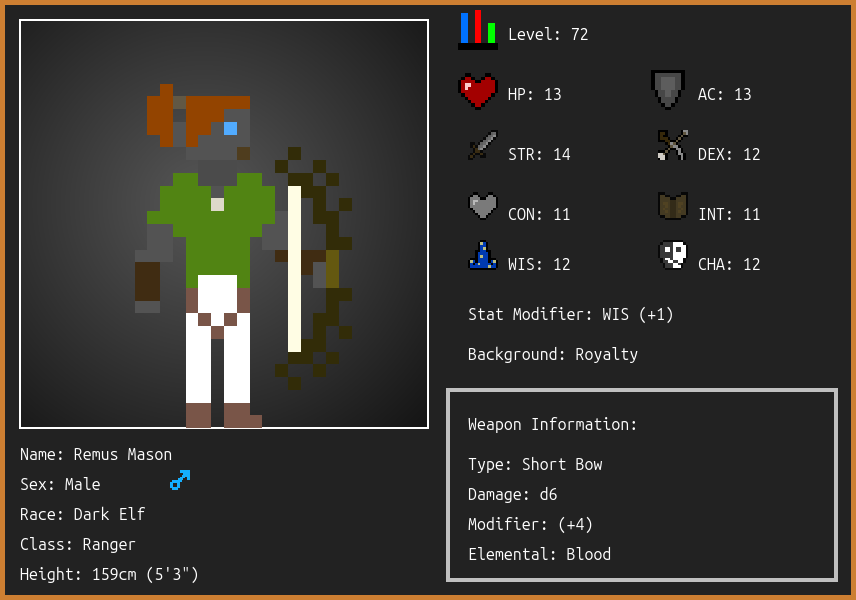 Level: 72
HP: 13
AC: 13
STR: 14
DEX: 12
CON: 11
INT: 11
WIS: 12
CHA: 12
Stat Modifier: WIS (+1)
Background: Royalty
Weapon Information:
Type: Short Bow
Damage: d6
Modifier: (+4)
Elemental: Blood
Name: Remus Mason
Sex: Male
Race: Dark Elf
Class: Ranger
Height: 159cm (5'3")